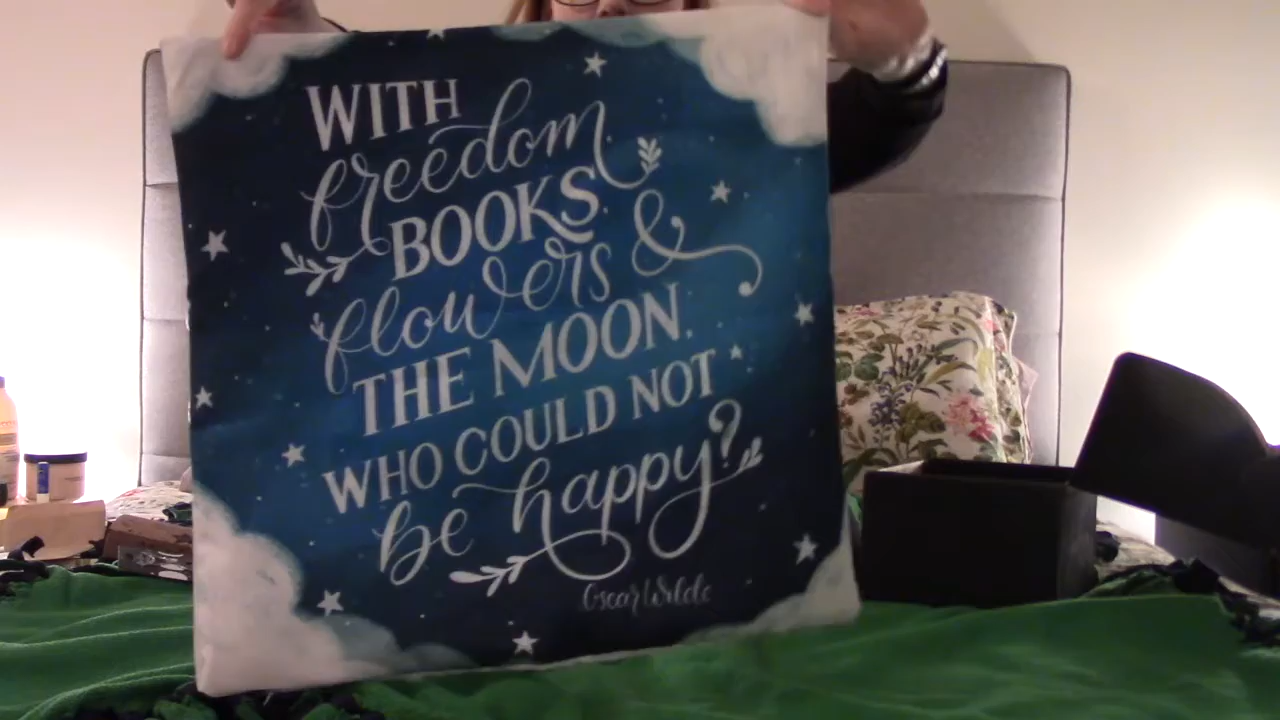 WITH
freedom
BOOKS,
flowers &
THE MOON,
WHO COULD NOT
be happy?
Oscar Wilde